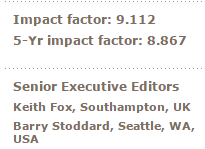 Impact factor: 9.112
5-Yr impact factor: 8.867
Senior Executive Editors
Keith Fox, Southampton, UK
Barry Stoddard, Seattle, WA,
USA